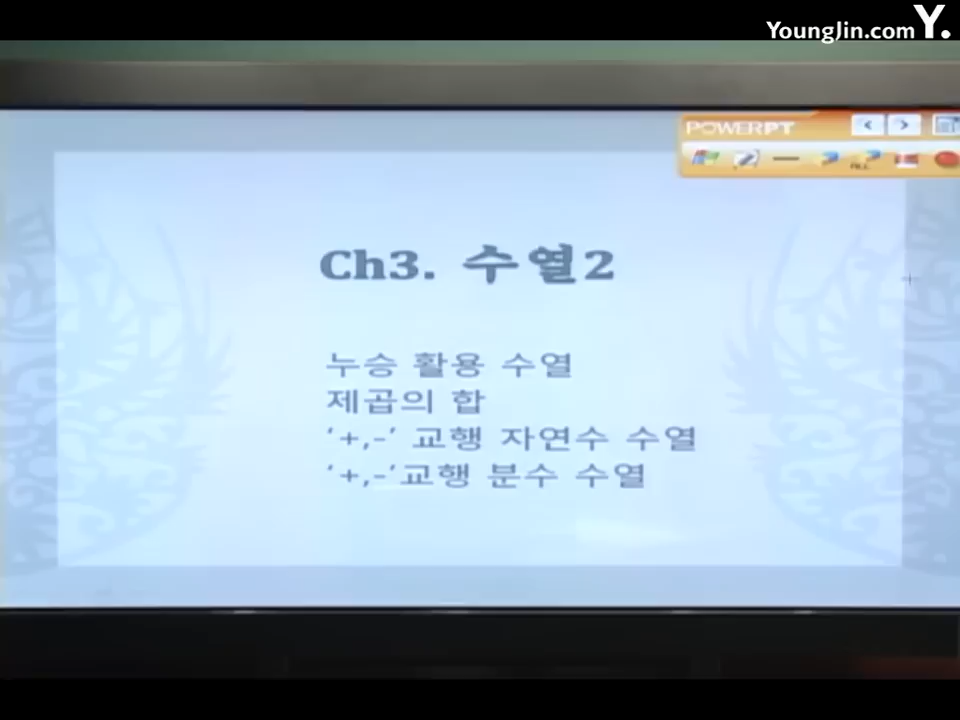 YoungJin.com Y.
POWERPT
Ch3. 수열2
누승 활용 수열
제곱의 합
‘+,-’ 교행 자연수 수열
‘+,-’교행 분수 수열